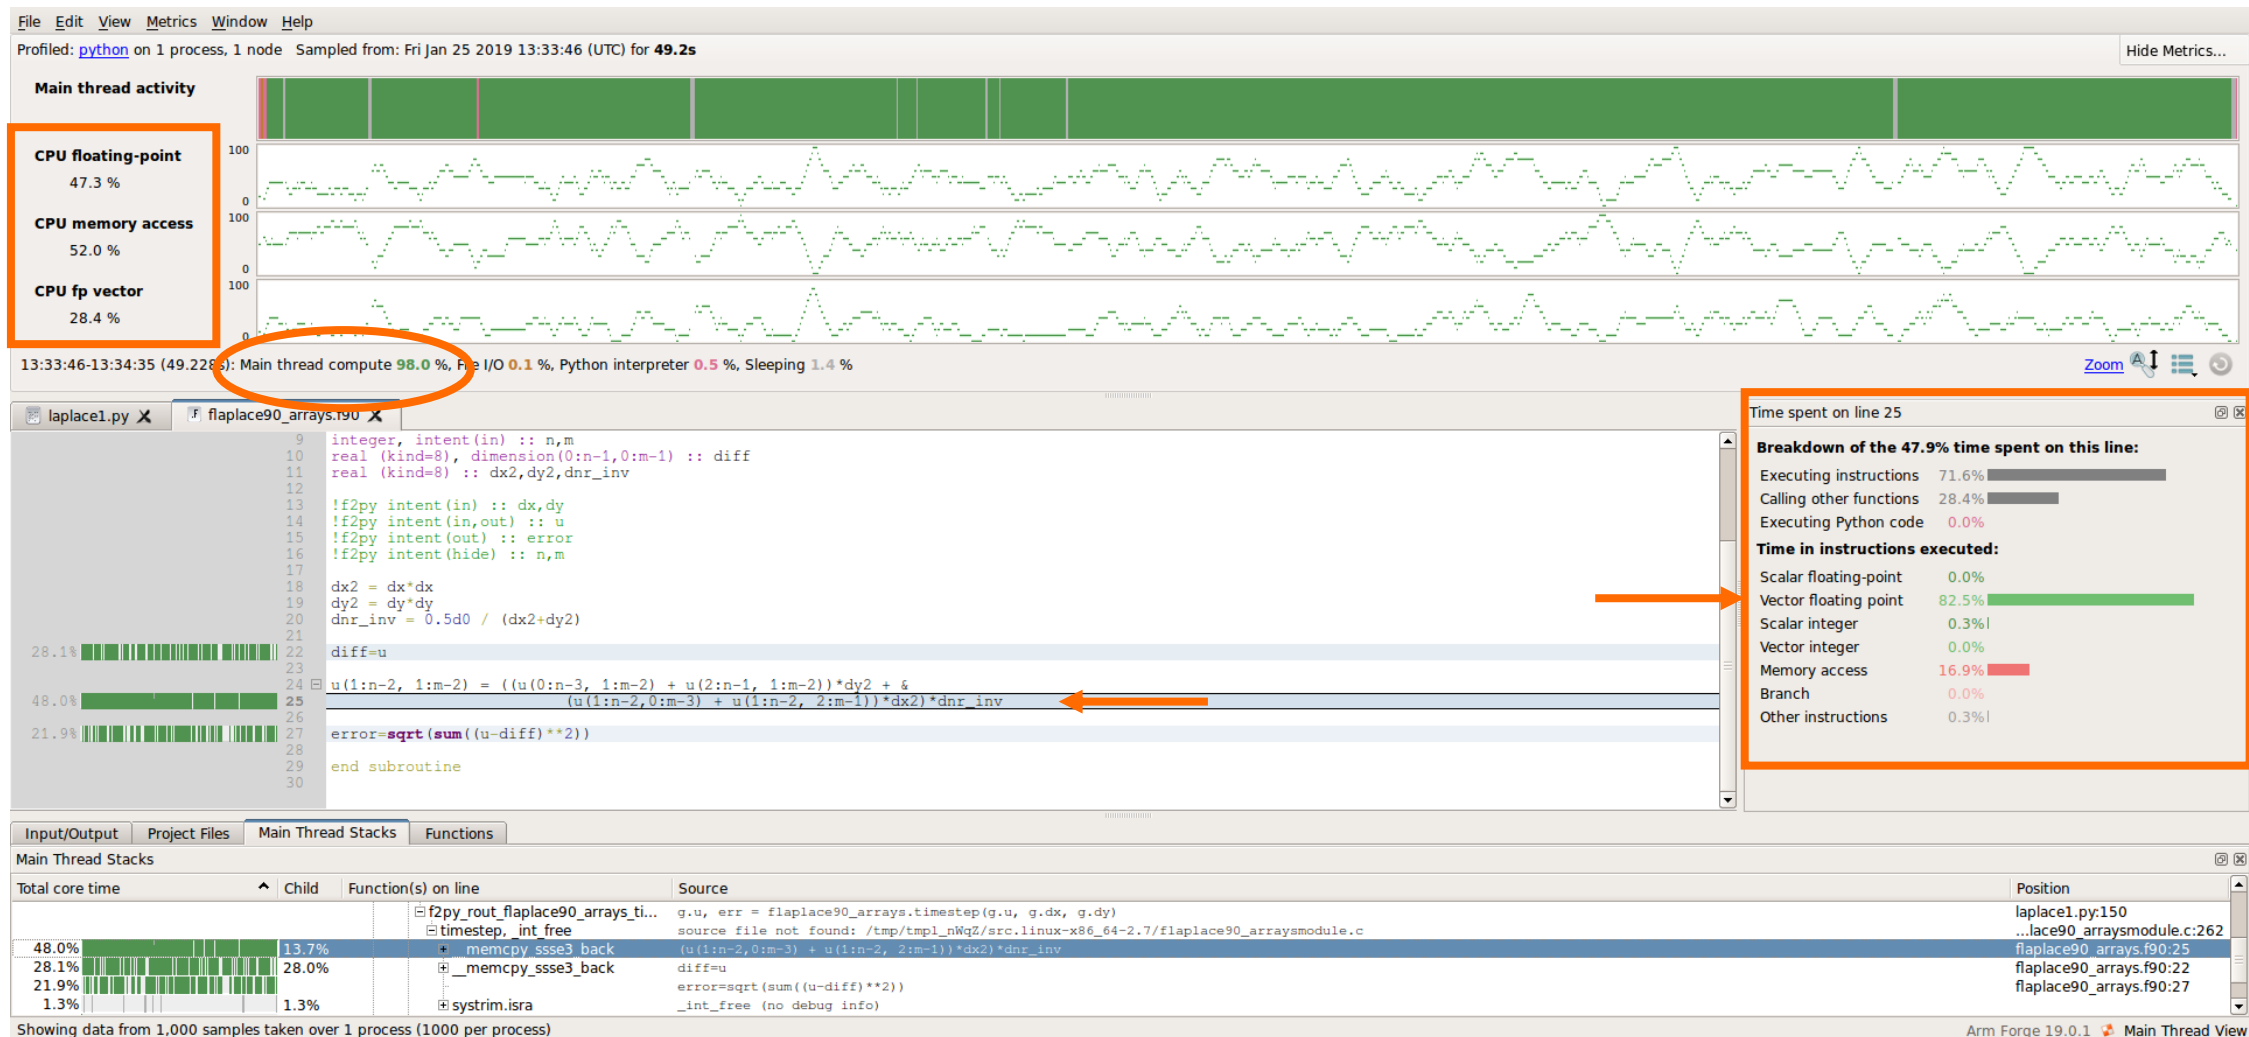 File Edit View Metrics Window Help
Profiled: python on 1 process, 1 node Sampled from: Fri Jan 25 2019 13:33:46 (UTC) for 49.2s
Hide Metrics...
Main thread activity
CPU floating-point
47.3 %
100
0
CPU memory access
52.0 %
100
0
CPU fp vector
28.4 %
100
0
13:33:46-13:34:35 (49.228s): Main thread compute 98.0 %, File I/O 0.1 %, Python interpreter 0.5 %, Sleeping 1.4 %
Zoom
laplace1.py
flaplace90_arrays.f90
9 integer, intent(in) :: n,m
10 real (kind=8), dimension(0:n-1,0:m-1) :: diff
11 real (kind=8) :: dx2,dy2,dnr_inv
12
13 !f2py intent(in) :: dx,dy
14 !f2py intent(in,out) :: u
15 !f2py intent(out) :: error
16 !f2py intent(hide) :: n,m
17
18 dx2 = dx*dx
19 dy2 = dy*dy
20 dnr_inv = 0.5d0 / (dx2+dy2)
21
28.1% 22 diff=u
23
24 u(1:n-2, 1:m-2) = ((u(0:n-3, 1:m-2) + u(2:n-1, 1:m-2))*dy2 + &
48.0% 25 (u(1:n-2,0:m-3) + u(1:n-2, 2:m-1))*dx2)*dnr_inv
26
21.9% 27 error=sqrt(sum((u-diff)**2))
28
29 end subroutine
30
Time spent on line 25
Breakdown of the 47.9% time spent on this line:
Executing instructions 71.6%
Calling other functions 28.4%
Executing Python code 0.0%
Time in instructions executed:
Scalar floating-point 0.0%
Vector floating point 82.5%
Scalar integer 0.3%
Vector integer 0.0%
Memory access 16.9%
Branch 0.0%
Other instructions 0.3%
Input/Output Project Files Main Thread Stacks Functions
Main Thread Stacks
Total core time Child Function(s) on line Source Position
f2py_rout_flaplace90_arrays_ti... g.u, err = flaplace90_arrays.timestep(g.u, g.dx, g.dy) laplace1.py:150
timestep, _int_free source file not found: /tmp/tmpl_nWqZ/src.linux-x86_64-2.7/flaplace90_arraysmodule.c ...lace90_arraysmodule.c:262
48.0% 13.7% __memcpy_ssse3_back (u(1:n-2,0:m-3) + u(1:n-2, 2:m-1))*dx2)*dnr_inv flaplace90_arrays.f90:25
28.1% 28.0% __memcpy_ssse3_back diff=u flaplace90_arrays.f90:22
21.9% error=sqrt(sum((u-diff)**2)) flaplace90_arrays.f90:27
1.3% 1.3% systrim.isra _int_free (no debug info)
Showing data from 1,000 samples taken over 1 process (1000 per process)
Arm Forge 19.0.1 Main Thread View